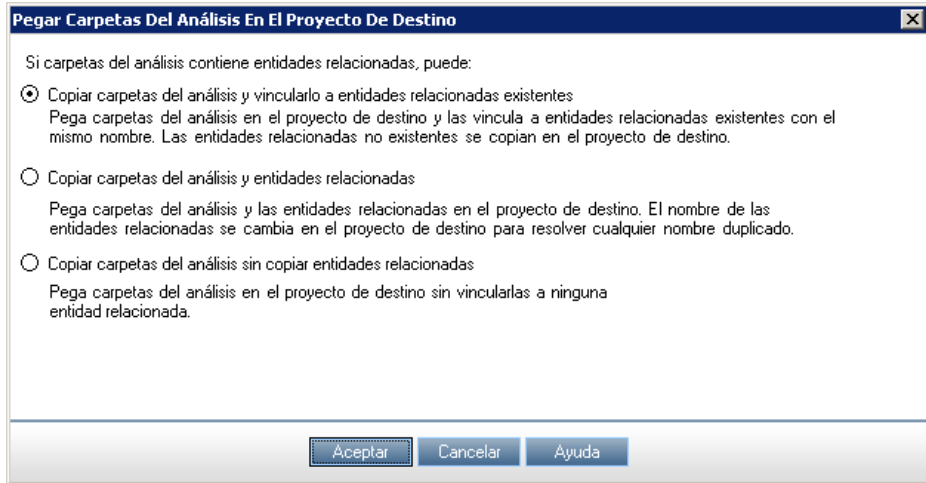 Pegar Carpetas Del Análisis En El Proyecto De Destino
Si carpetas del análisis contiene entidades relacionadas, puede:
Copiar carpetas del análisis y vincularlo a entidades relacionadas existentes
Pega carpetas del análisis en el proyecto de destino y las vincula a entidades relacionadas existentes con el
mismo nombre. Las entidades relacionadas no existentes se copian en el proyecto de destino.
Copiar carpetas del análisis y entidades relacionadas
Pega carpetas del análisis y las entidades relacionadas en el proyecto de destino. El nombre de las
entidades relacionadas se cambia en el proyecto de destino para resolver cualquier nombre duplicado.
Copiar carpetas del análisis sin copiar entidades relacionadas
Pega carpetas del análisis en el proyecto de destino sin vincularlas a ninguna
entidad relacionada.
Aceptar Cancelar Ayuda